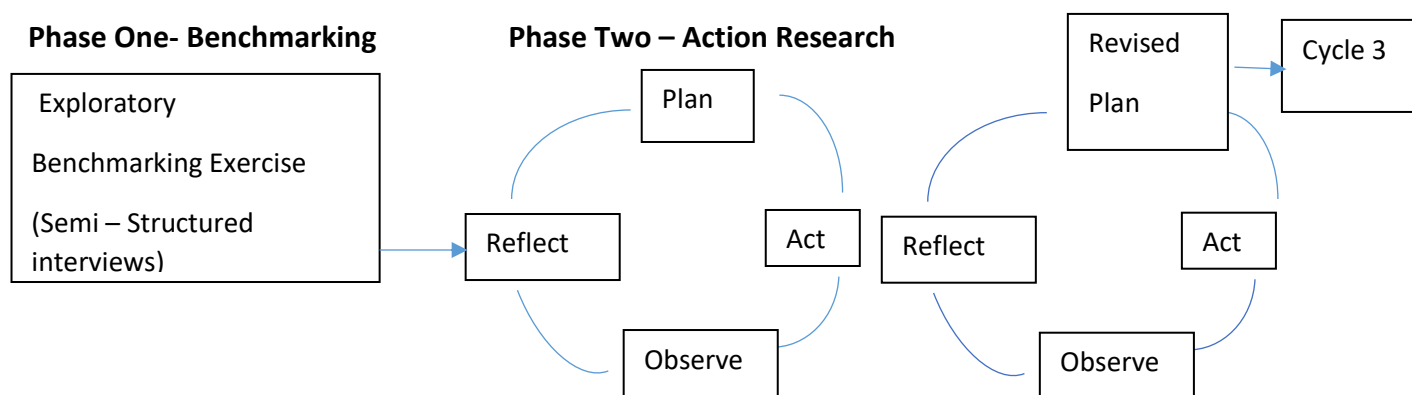 Phase One- Benchmarking
Exploratory
Benchmarking Exercise
(Semi – Structured
interviews)
Phase Two – Action Research
Plan
Reflect
Act
Observe
Revised
Plan
Cycle 3
Reflect
Act
Observe